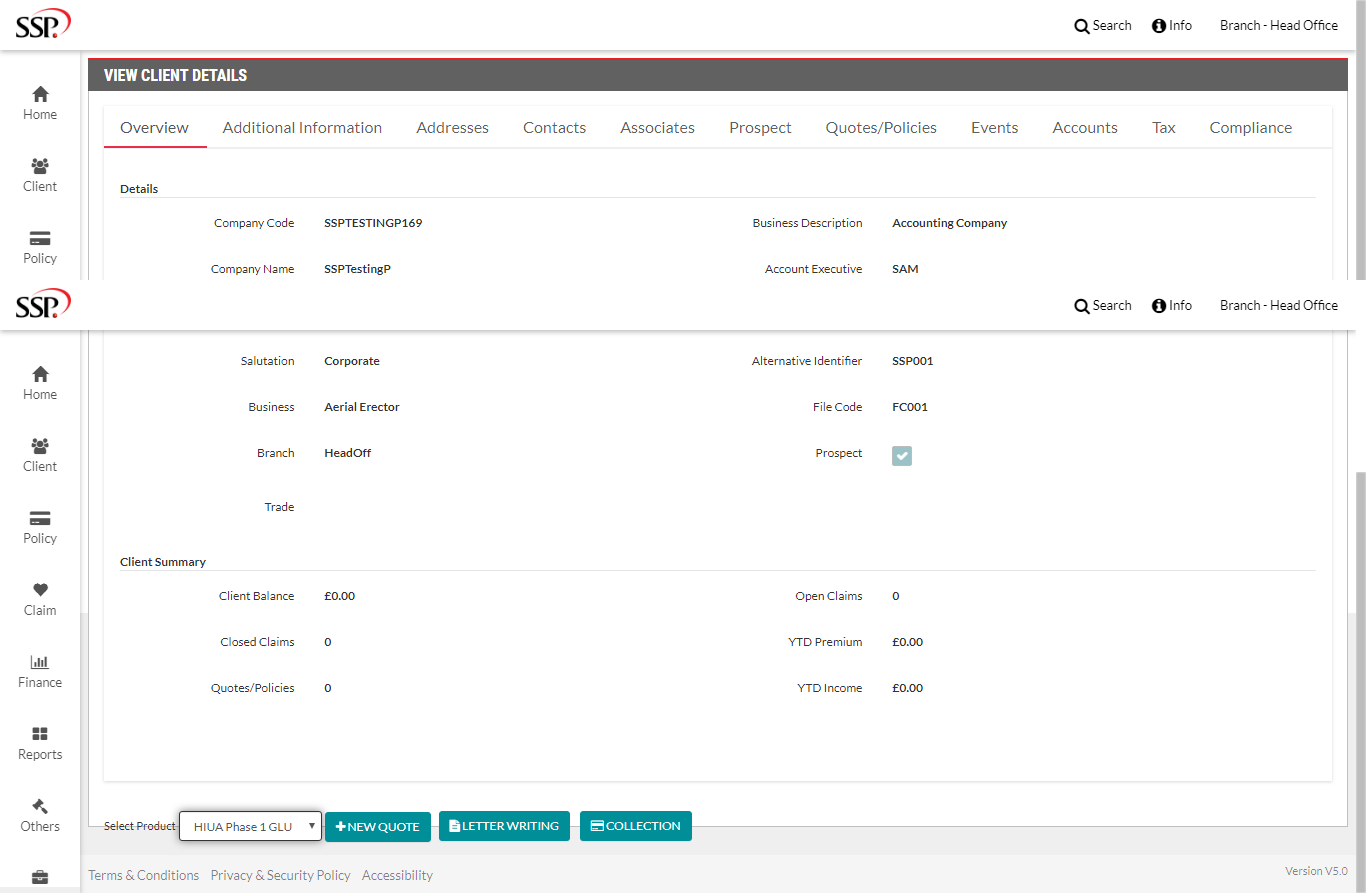 SSP.
Search Info Branch - Head Office
Home
Client
Policy
VIEW CLIENT DETAILS
Overview Additional Information Addresses Contacts Associates Prospect Quotes/Policies Events Accounts Tax Compliance
Details
Company Code SSPTESTINGP169 Business Description Accounting Company
Company Name SSPTestingP Account Executive SAM
SSP.
Search Info Branch - Head Office
Home
Client
Policy
Claim
Finance
Reports
Others
Salutation Corporate Alternative Identifier SSP001
Business Aerial Erector File Code FC001
Branch HeadOff Prospect
Trade
Client Summary
Client Balance £0.00 Open Claims 0
Closed Claims 0 YTD Premium £0.00
Quotes/Policies 0 YTD Income £0.00
Select Product HIUA Phase 1 GLU NEW QUOTE LETTER WRITING COLLECTION
Terms & Conditions Privacy & Security Policy Accessibility Version V5.0